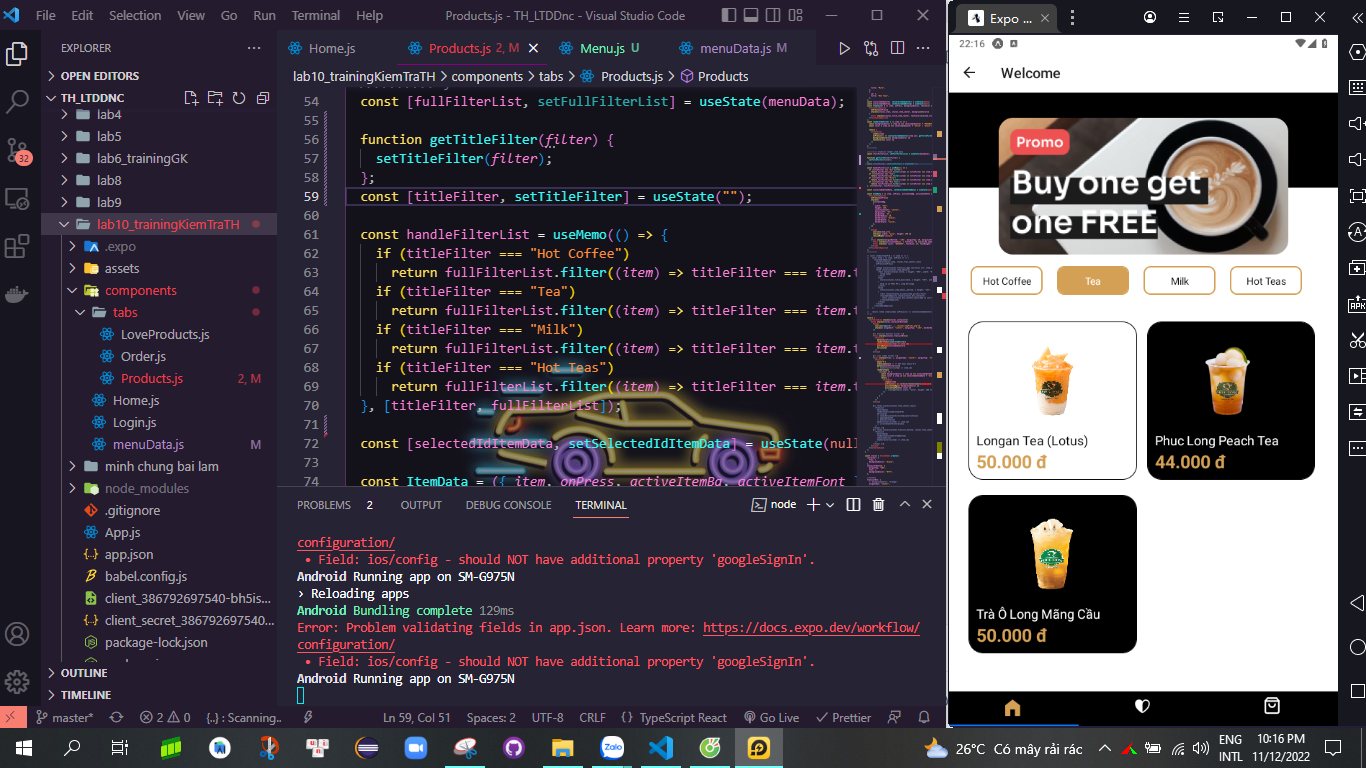 File Edit Selection View Go Run Terminal Help
Products.js - TH_LTDDnc - Visual Studio Code
EXPLORER
OPEN EDITORS
TH_LTDDNC
lab4
lab5
lab6_trainingGK
lab8
lab9
lab10_trainingKiemTraTH
.expo
assets
components
tabs
LoveProducts.js
Order.js
Products.js 2, M
Home.js
Login.js
menuData.js M
minh chung bai lam
node_modules
.gitignore
App.js
app.json
babel.config.js
client_386792697540-bh5is...
client_secret_386792697540...
package-lock.json
OUTLINE
TIMELINE
32
Home.js
Products.js 2, M
Menu.js U
menuData.js M
lab10_trainingKiemTraTH > components > tabs > Products.js > Products
54 const [fullFilterList, setFullFilterList] = useState(menuData);
55
56 function getTitleFilter(filter) {
57 setTitleFilter(filter);
58 };
59 const [titleFilter, setTitleFilter] = useState("");
60
61 const handleFilterList = useMemo(() => {
62 if (titleFilter === "Hot Coffee")
63 return fullFilterList.filter((item) => titleFilter === item.t
64 if (titleFilter === "Tea")
65 return fullFilterList.filter((item) => titleFilter === item.t
66 if (titleFilter === "Milk")
67 return fullFilterList.filter((item) => titleFilter === item.t
68 if (titleFilter === "Hot Teas")
69 return fullFilterList.filter((item) => titleFilter === item.t
70 }, [titleFilter, fullFilterList]);
71
72 const [selectedIdItemData, setSelectedIdItemData] = useState(null
73
74 const ItemData = ({ item, onPress, activeItemBg, activeItemFont }
PROBLEMS 2 OUTPUT DEBUG CONSOLE TERMINAL
node
configuration/
• Field: ios/config - should NOT have additional property 'googleSignIn'.
Android Running app on SM-G975N
› Reloading apps
Android Bundling complete 129ms
Error: Problem validating fields in app.json. Learn more: https://docs.expo.dev/workflow/
configuration/
• Field: ios/config - should NOT have additional property 'googleSignIn'.
Android Running app on SM-G975N
master* 2 0 {..} : Scanning.. Ln 59, Col 51 Spaces: 2 UTF-8 CRLF {} TypeScript React Go Live Prettier
Expo ...
22:16
Welcome
Promo
Buy one get
one FREE
Hot Coffee
Tea
Milk
Hot Teas
Longan Tea (Lotus)
50.000 đ
Phuc Long Peach Tea
44.000 đ
Trà Ô Long Mãng Cầu
50.000 đ
Zalo
26°C Có mây rải rác
ENG
INTL
10:16 PM
11/12/2022